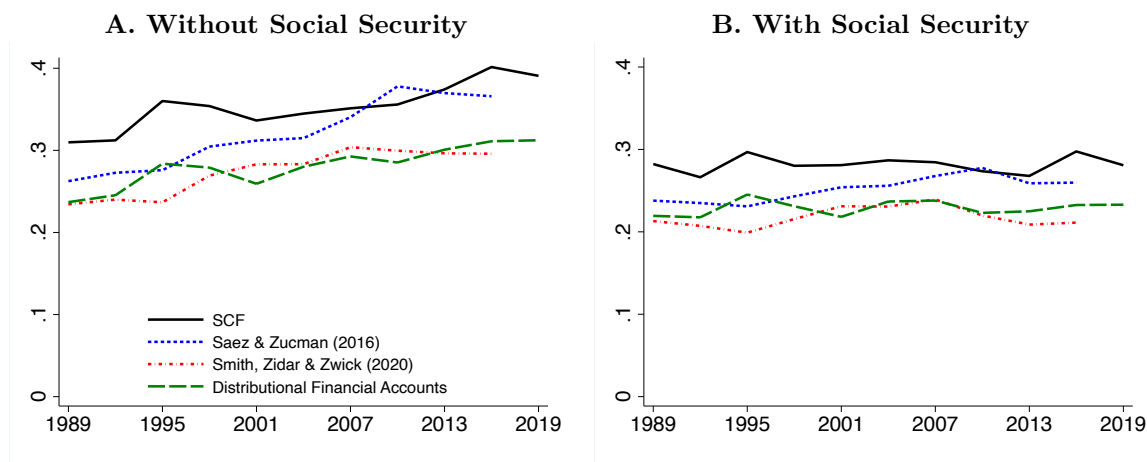 A. Without Social Security
B. With Social Security
.4
.3
.2
.1
0
SCF
Saez & Zucman (2016)
Smith, Zidar & Zwick (2020)
Distributional Financial Accounts
1989 1995 2001 2007 2013 2019
.4
.3
.2
.1
0
1989 1995 2001 2007 2013 2019